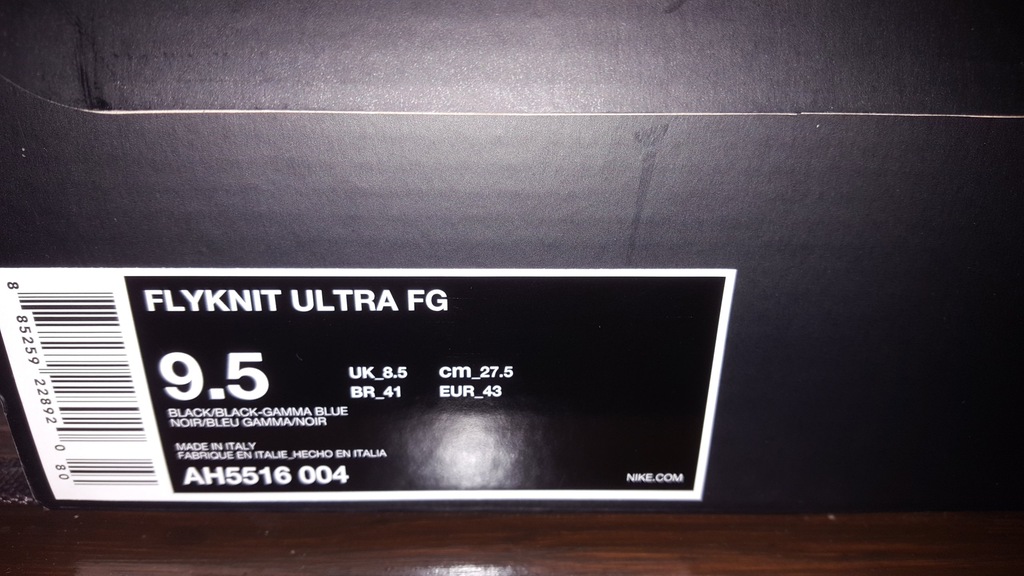 FLYKNIT ULTRA FG
9.5
UK_8.5 cm_27.5
BR_41 EUR_43
BLACK/BLACK-GAMMA BLUE
NOIR/BLEU GAMMA/NOIR
MADE IN ITALY
FABRIQUE EN ITALIE_HECHO EN ITALIA
AH5516 004
NIKE.COM
8 85259 22892 0 80